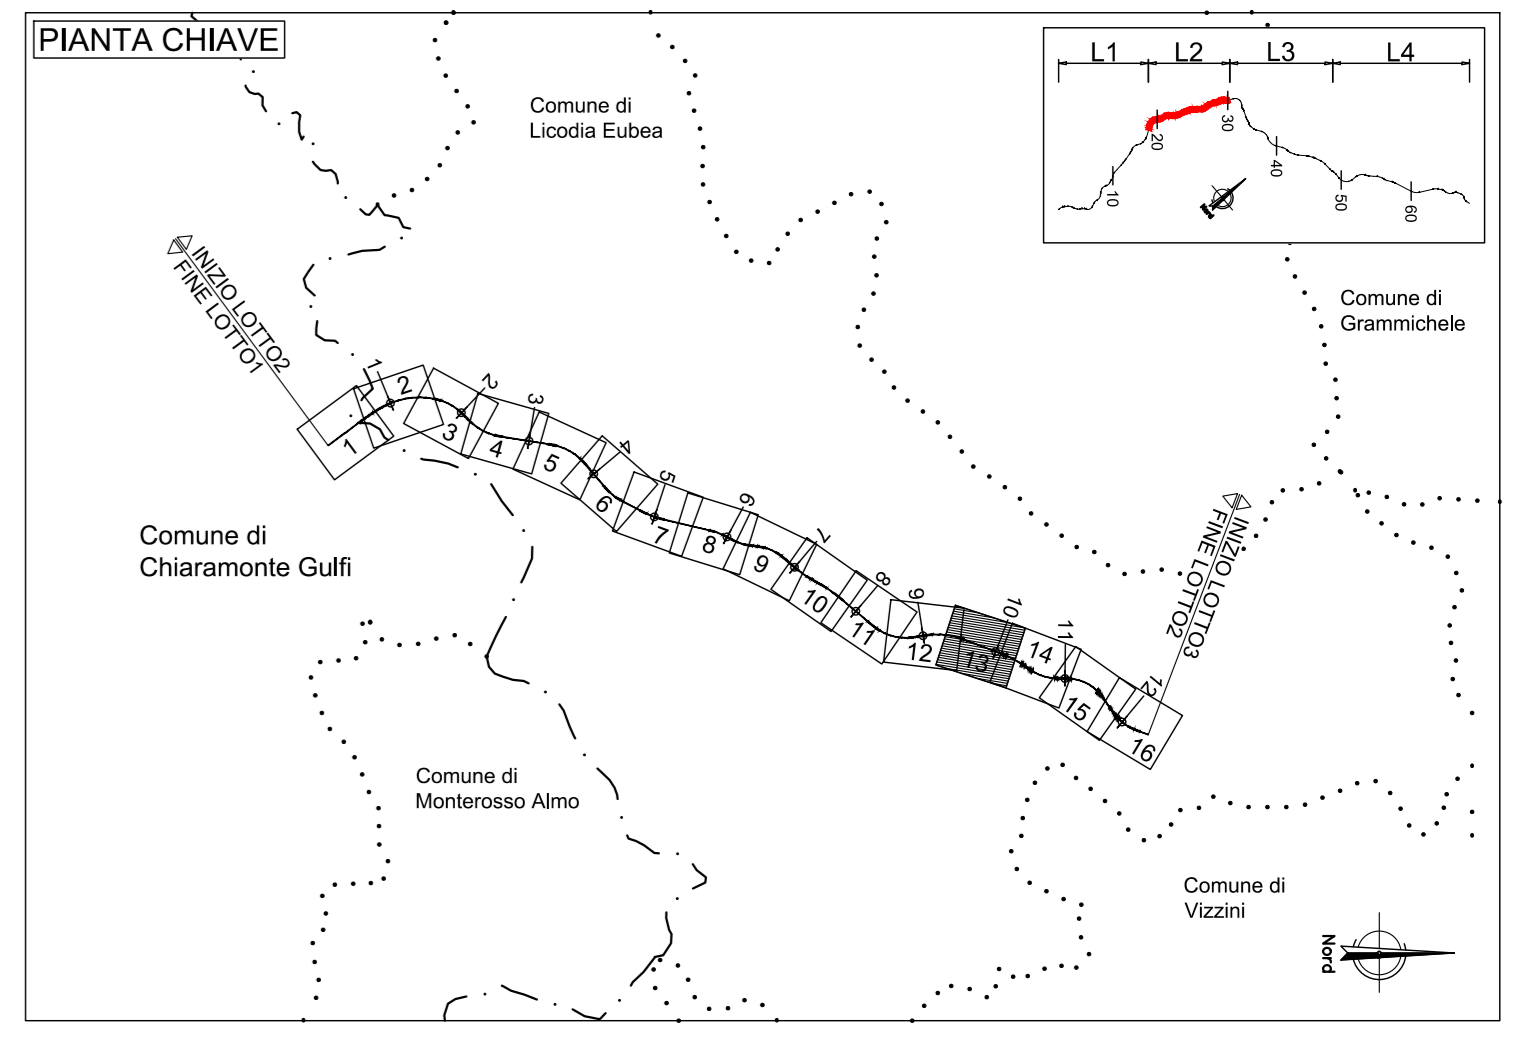 PIANTA CHIAVE
L1 L2 L3 L4
10
20
30
40
50
60
Nord
Comune di
Licodia Eubea
Comune di
Grammichele
INIZIO LOTTO2
FINE LOTTO1
1
2
3
4
5
6
7
8
9
10
11
12
1
2
3
4
5
6
7
8
9
10
11
12
13
14
15
16
INIZIO LOTTO3
FINE LOTTO2
Comune di
Chiaramonte Gulfi
Comune di
Monterosso Almo
Comune di
Vizzini
Nord